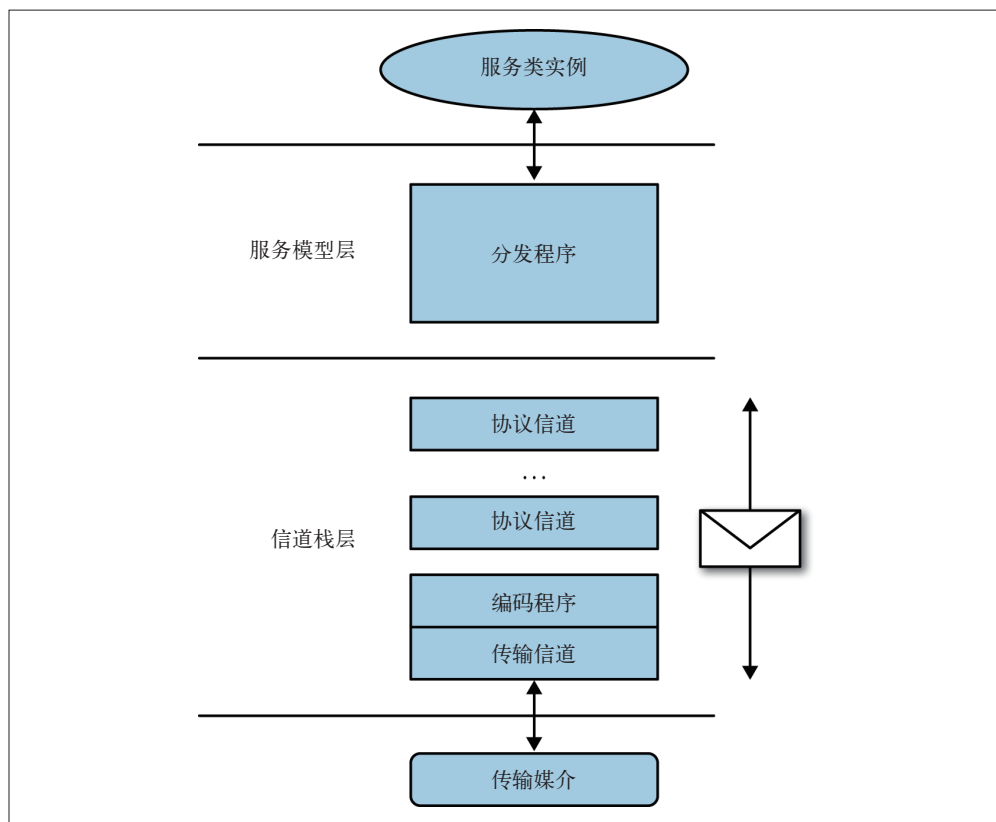 服务类实例
服务模型层
分发程序
协议信道
...
协议信道
信道栈层
编码程序
传输信道
传输媒介